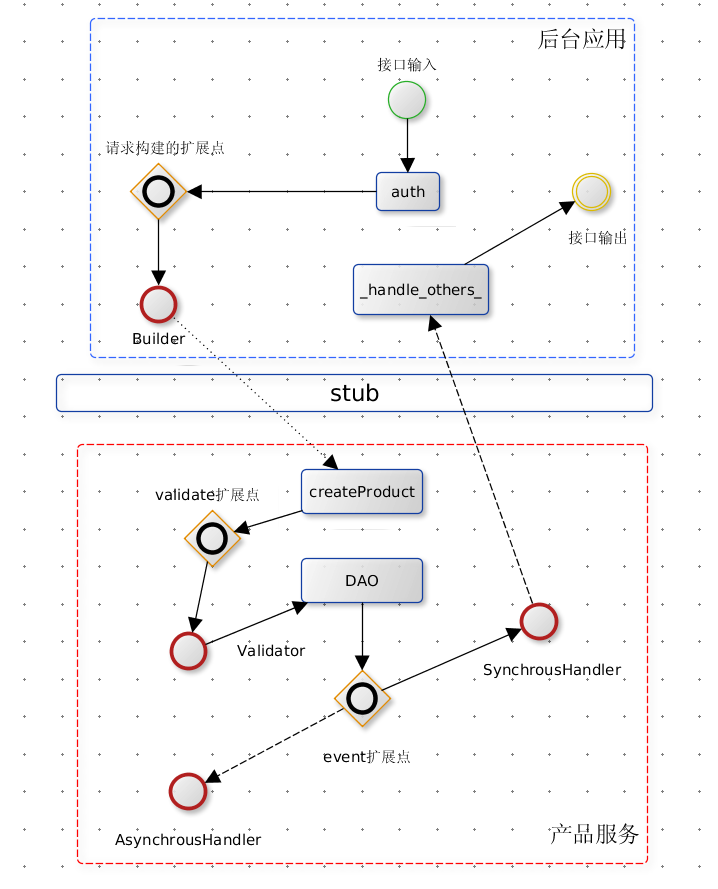 后台应用
接口输入
请求构建的扩展点
auth
接口输出
_handle_others_
Builder
stub
createProduct
validate扩展点
DAO
Validator
SynchrousHandler
event扩展点
AsynchrousHandler
产品服务